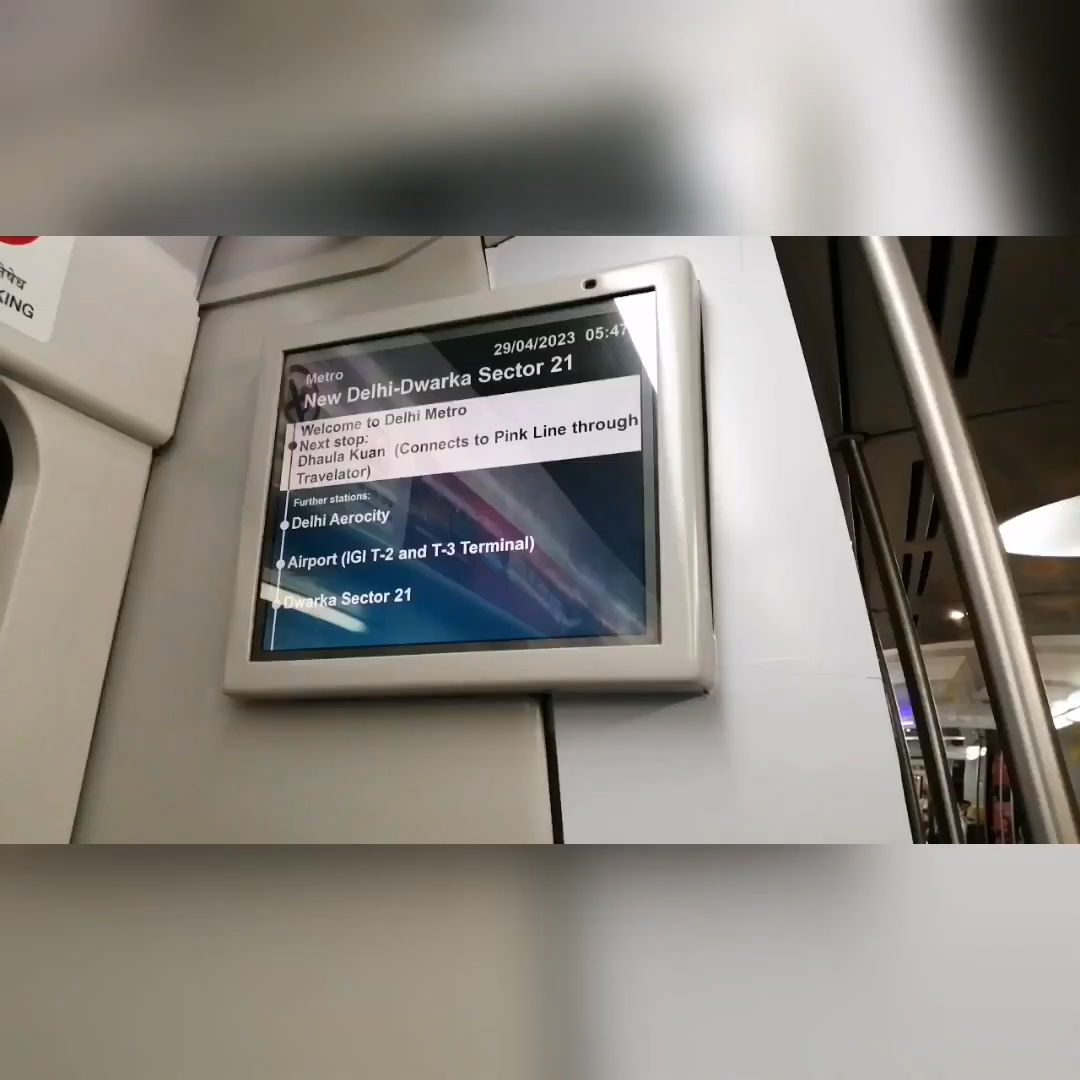 तिषेध
KING
29/04/2023 05:47
Metro
New Delhi-Dwarka Sector 21
Welcome to Delhi Metro
Next stop:
Dhaula Kuan (Connects to Pink Line through
Travelator)
Further stations:
Delhi Aerocity
Airport (IGI T-2 and T-3 Terminal)
Dwarka Sector 21